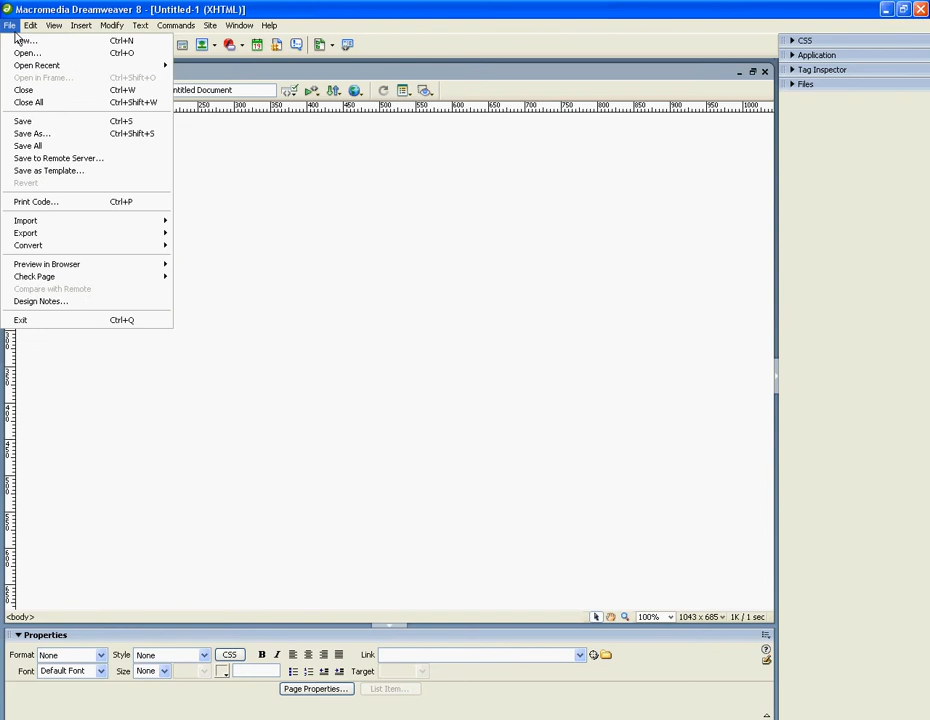 Macromedia Dreamweaver 8 - [Untitled-1 (XHTML)]
File Edit View Insert Modify Text Commands Site Window Help
Ctrl+N
Open... Ctrl+O
Open Recent
Open in Frame... Ctrl+Shift+O
Close Ctrl+W
Close All Ctrl+Shift+W
Save Ctrl+S
Save As... Ctrl+Shift+S
Save All
Save to Remote Server...
Save as Template...
Revert
Print Code... Ctrl+P
Import
Export
Convert
Preview in Browser
Check Page
Compare with Remote
Design Notes...
Exit Ctrl+Q
ntitled Document
250 300 350 400 450 500 550 600 650 700 750 800 850 900 950 1000
CSS
Application
Tag Inspector
Files
<body> 100% 1043 x 685 1K / 1 sec
Properties
Format None Style None CSS B I Link
Font Default Font Size None Target
Page Properties... List Item...